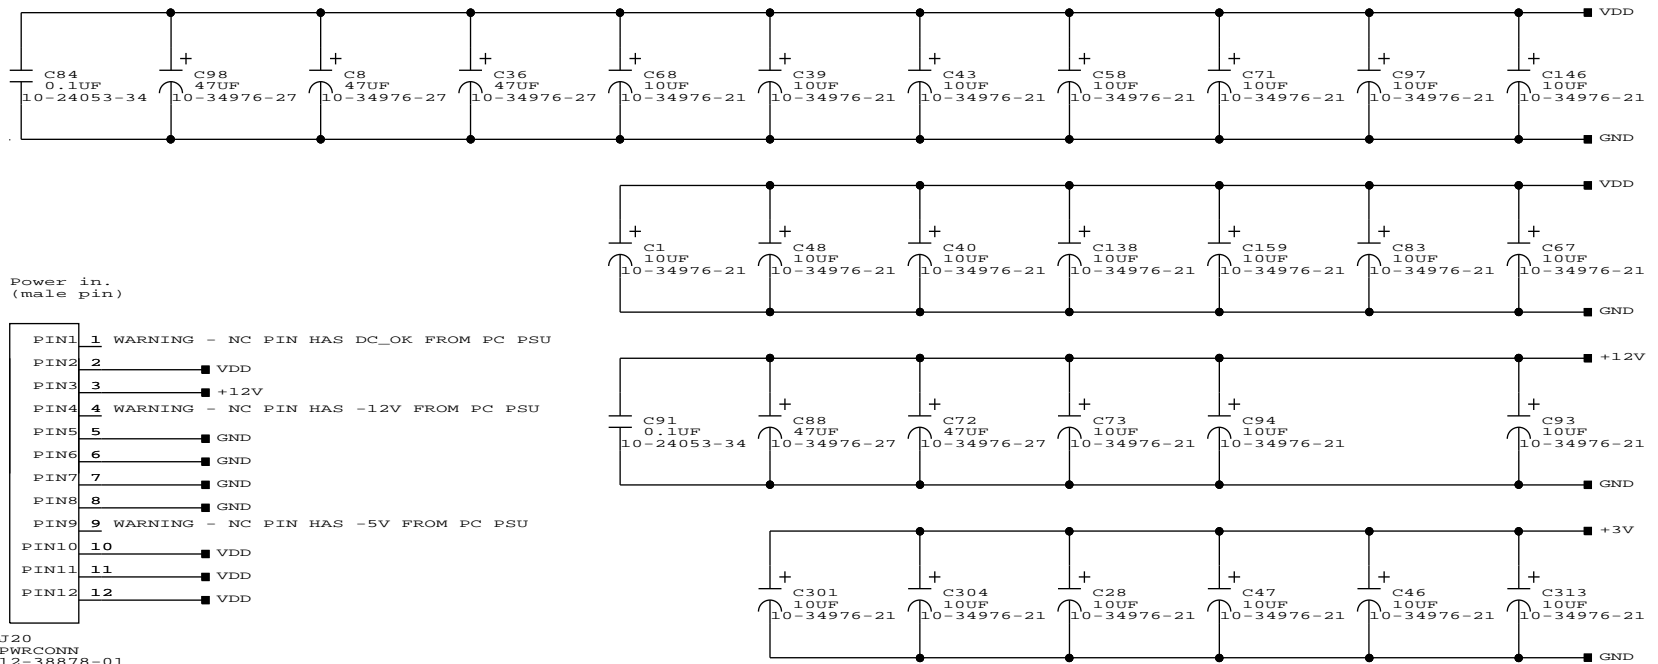 VDD
C84
0.1UF
10-24053-34
+
C98
47UF
10-34976-27
+
C8
47UF
10-34976-27
+
C36
47UF
10-34976-27
+
C68
10UF
10-34976-21
+
C39
10UF
10-34976-21
+
C43
10UF
10-34976-21
+
C58
10UF
10-34976-21
+
C71
10UF
10-34976-21
+
C97
10UF
10-34976-21
+
C146
10UF
10-34976-21
GND
VDD
+
C1
10UF
10-34976-21
+
C48
10UF
10-34976-21
+
C40
10UF
10-34976-21
+
C138
10UF
10-34976-21
+
C159
10UF
10-34976-21
+
C83
10UF
10-34976-21
+
C67
10UF
10-34976-21
GND
Power in.
(male pin)
PIN1 1 WARNING - NC PIN HAS DC_OK FROM PC PSU
PIN2 2 VDD
PIN3 3 +12V
PIN4 4 WARNING - NC PIN HAS -12V FROM PC PSU
PIN5 5 GND
PIN6 6 GND
PIN7 7 GND
PIN8 8 GND
PIN9 9 WARNING - NC PIN HAS -5V FROM PC PSU
PIN10 10 VDD
PIN11 11 VDD
PIN12 12 VDD
J20
PWRCONN
12-38878-01
+12V
C91
0.1UF
10-24053-34
+
C88
47UF
10-34976-27
+
C72
47UF
10-34976-27
+
C73
10UF
10-34976-21
+
C94
10UF
10-34976-21
+
C93
10UF
10-34976-21
GND
+3V
+
C301
10UF
10-34976-21
+
C304
10UF
10-34976-21
+
C28
10UF
10-34976-21
+
C47
10UF
10-34976-21
+
C46
10UF
10-34976-21
+
C313
10UF
10-34976-21
GND